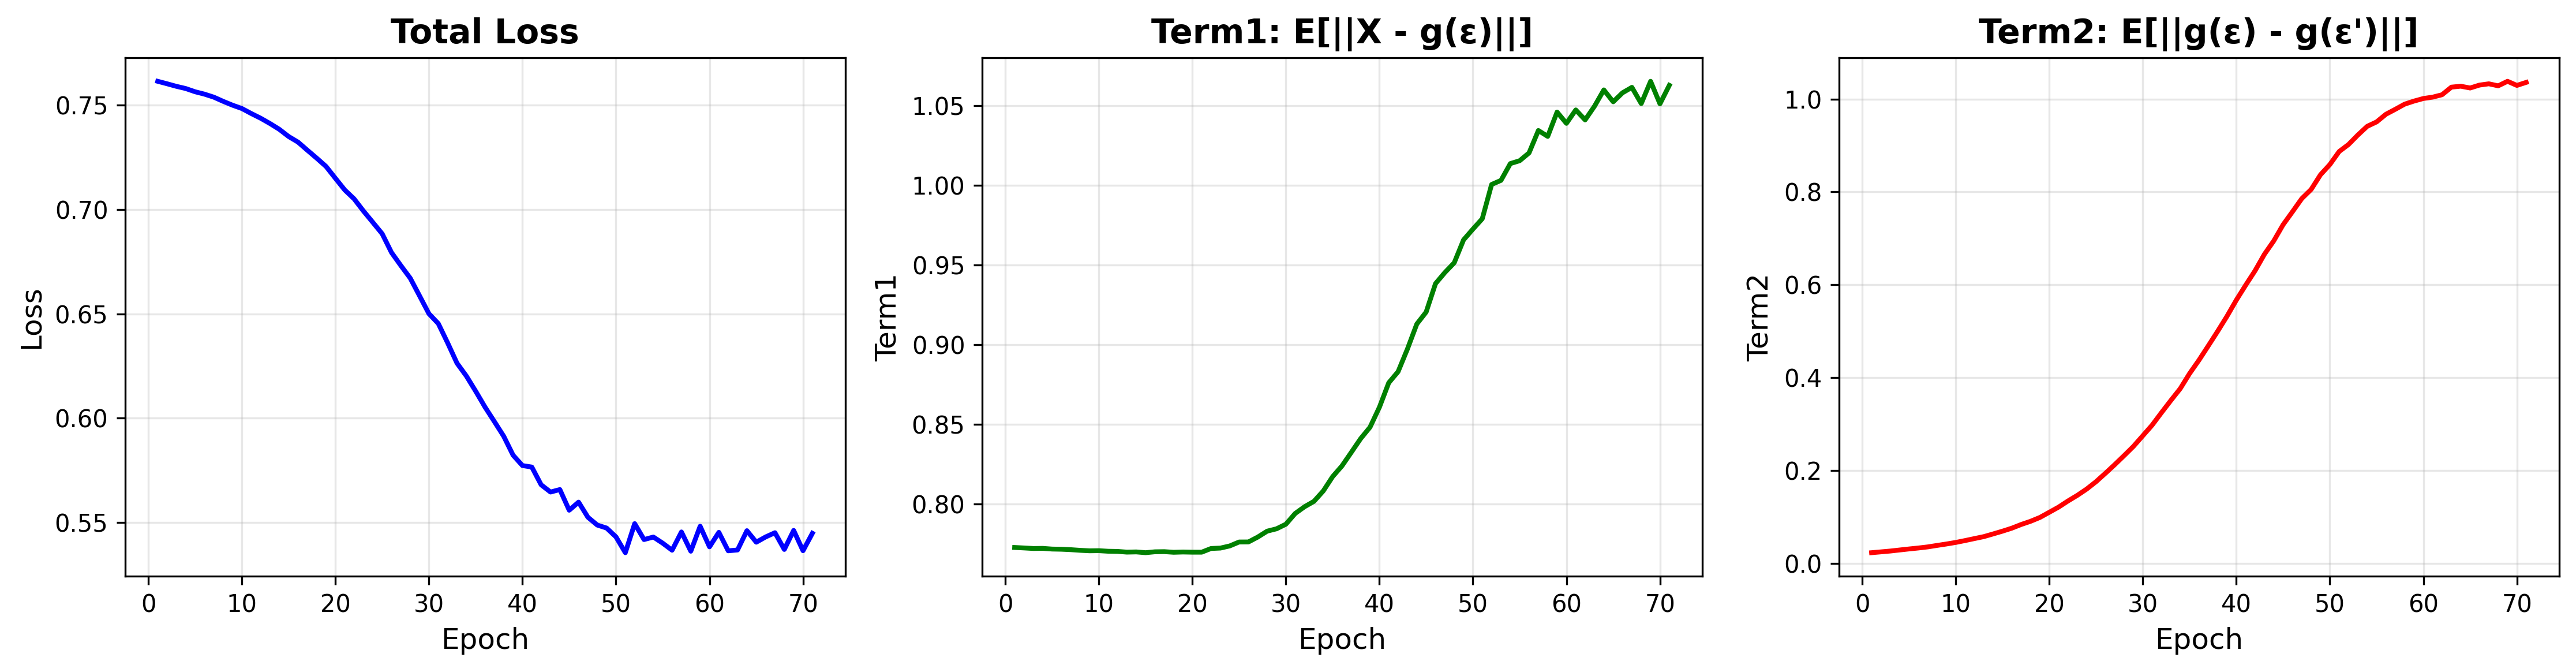 Total Loss
Loss
0.75
0.70
0.65
0.60
0.55
0 10 20 30 40 50 60 70
Epoch
Term1: E[||X - g(ε)||]
Term1
1.05
1.00
0.95
0.90
0.85
0.80
0 10 20 30 40 50 60 70
Epoch
Term2: E[||g(ε) - g(ε')||]
Term2
1.0
0.8
0.6
0.4
0.2
0.0
0 10 20 30 40 50 60 70
Epoch